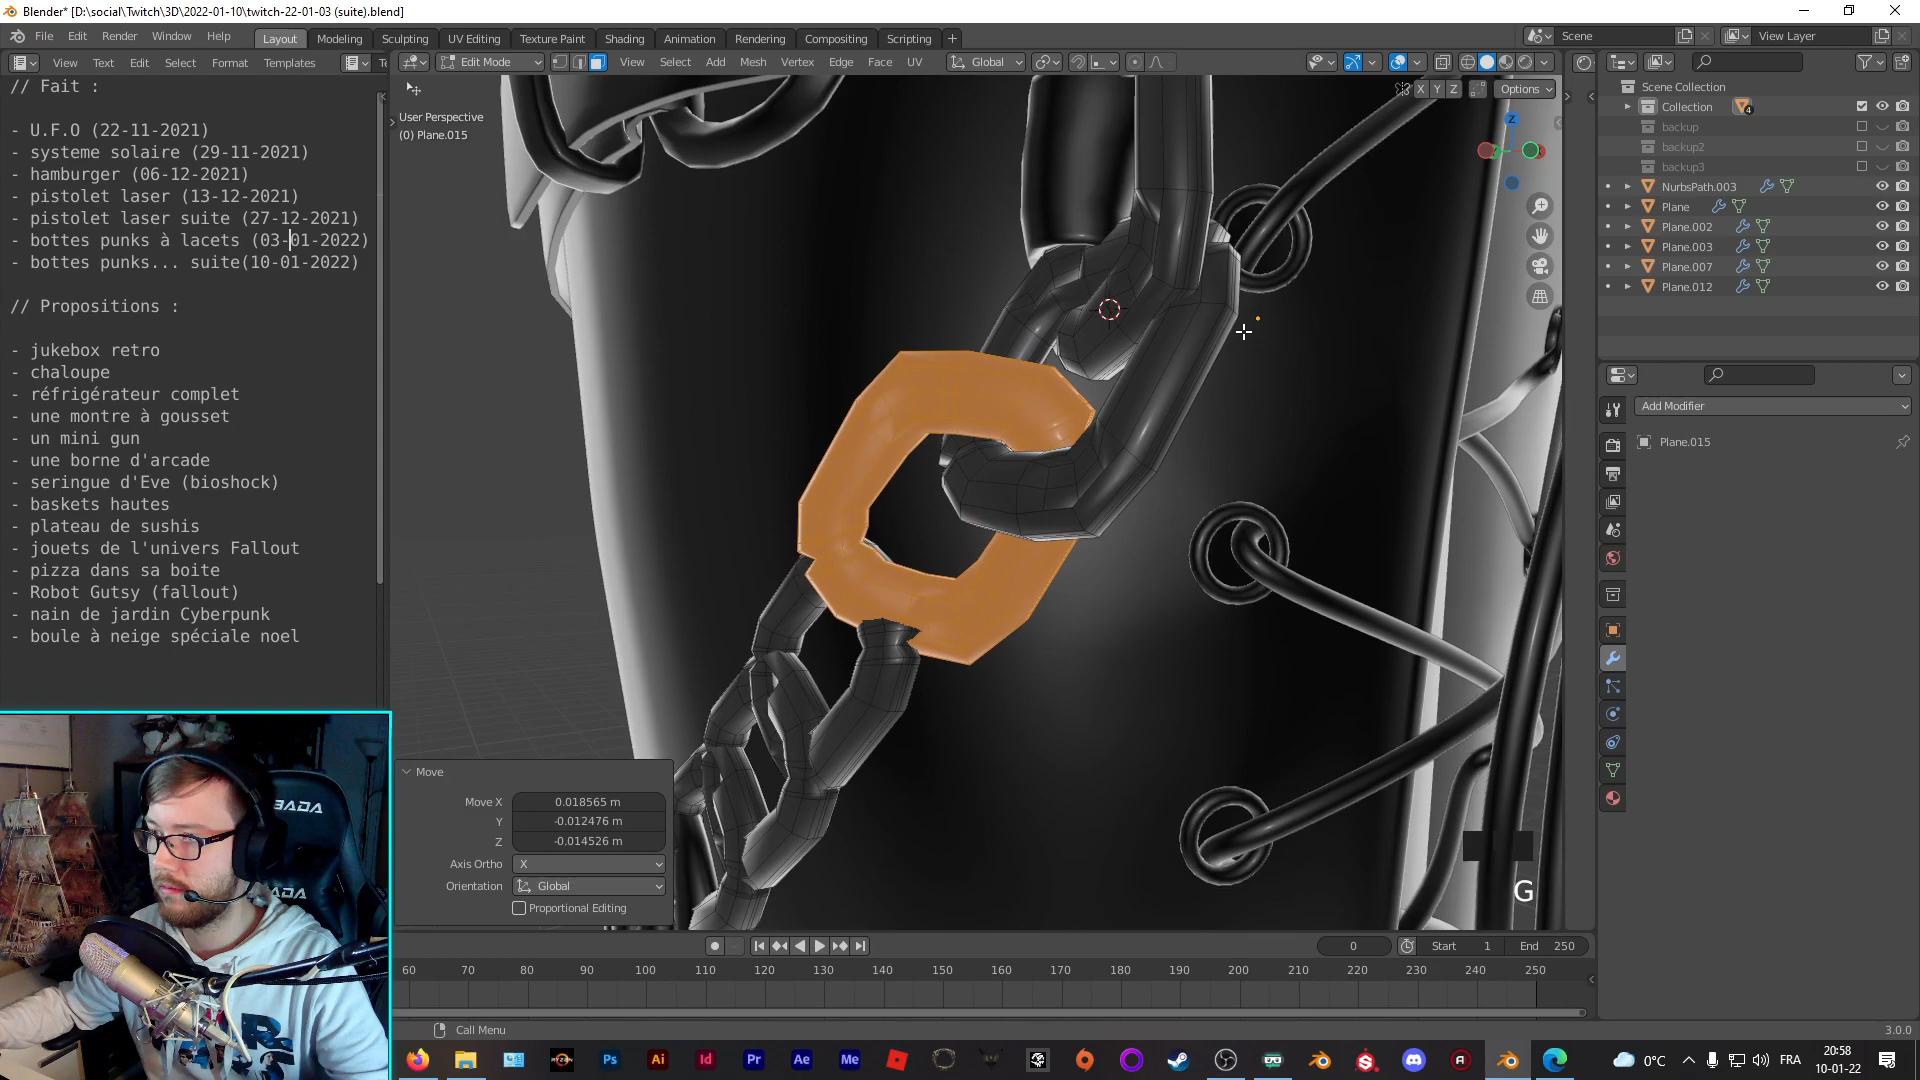 Blender* [D:\social\Twitch\3D\2022-01-10\twitch-22-01-03 (suite).blend]
File Edit Render Window Help Layout Modeling Sculpting UV Editing Texture Paint Shading Animation Rendering Compositing Scripting + Scene View Layer
View Text Edit Select Format Templates Te Edit Mode View Select Add Mesh Vertex Edge Face UV Global
X Y Z Options
User Perspective
(0) Plane.015
// Fait :
- U.F.O (22-11-2021)
- systeme solaire (29-11-2021)
- hamburger (06-12-2021)
- pistolet laser (13-12-2021)
- pistolet laser suite (27-12-2021)
- bottes punks à lacets (03-01-2022)
- bottes punks... suite(10-01-2022)
// Propositions :
- jukebox retro
- chaloupe
- réfrigérateur complet
- une montre à gousset
- un mini gun
- une borne d'arcade
- seringue d'Eve (bioshock)
- baskets hautes
- plateau de sushis
- jouets de l'univers Fallout
- pizza dans sa boite
- Robot Gutsy (fallout)
- nain de jardin Cyberpunk
- boule à neige spéciale noel
Z
Scene Collection
Collection 4
backup
backup2
backup3
NurbsPath.003
Plane
Plane.002
Plane.003
Plane.007
Plane.012
Add Modifier
Plane.015
Move
Move X 0.018565 m
Y -0.012476 m
Z -0.014526 m
Axis Ortho X
Orientation Global
Proportional Editing
G
0 Start 1 End 250
60 70 80 90 100 110 120 130 140 150 160 170 180 190 200 210 220 230 240 250
Call Menu
3.0.0
RYZEN Ps Ai Id Pr Ae Me
0°C FRA 20:58
10-01-22